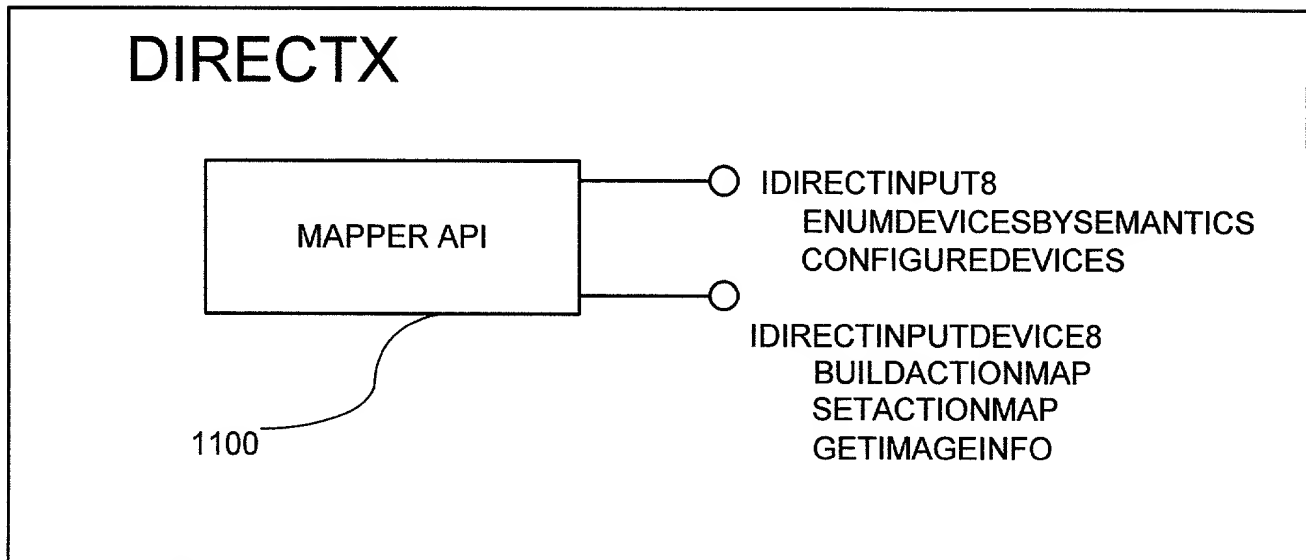 DIRECTX
MAPPER API
IDIRECTINPUT8
ENUMDEVICESBYSEMANTICS
CONFIGUREDEVICES
IDIRECTINPUTDEVICE8
BUILDACTIONMAP
SETACTIONMAP
GETIMAGEINFO
1100